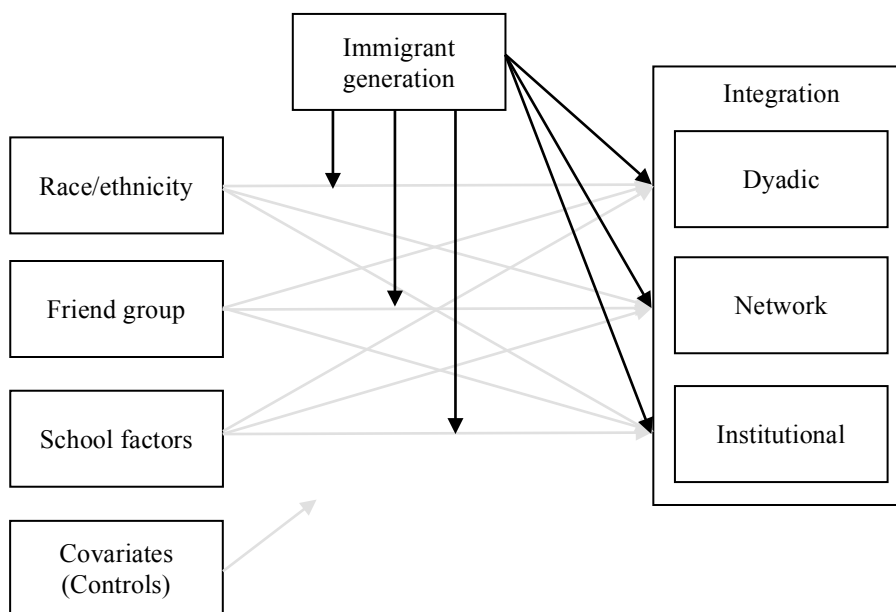 Immigrant
generation
Integration
Race/ethnicity
Dyadic
Friend group
Network
School factors
Institutional
Covariates
(Controls)